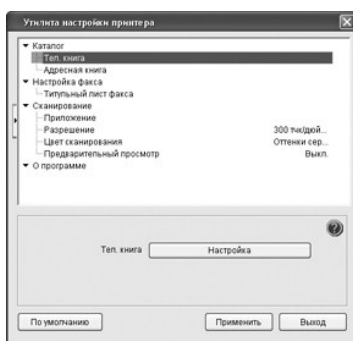 Утилита настройки принтера
Каталог
Тел. книга
Адресная книга
Настройка факса
Титульный лист факса
Сканирование
Приложение
Разрешение 300 тчк/дюй...
Цвет сканирования Оттенки сер...
Предварительный просмотр Выкл.
О программе
Тел. книга Настройка
По умолчанию Применить Выход